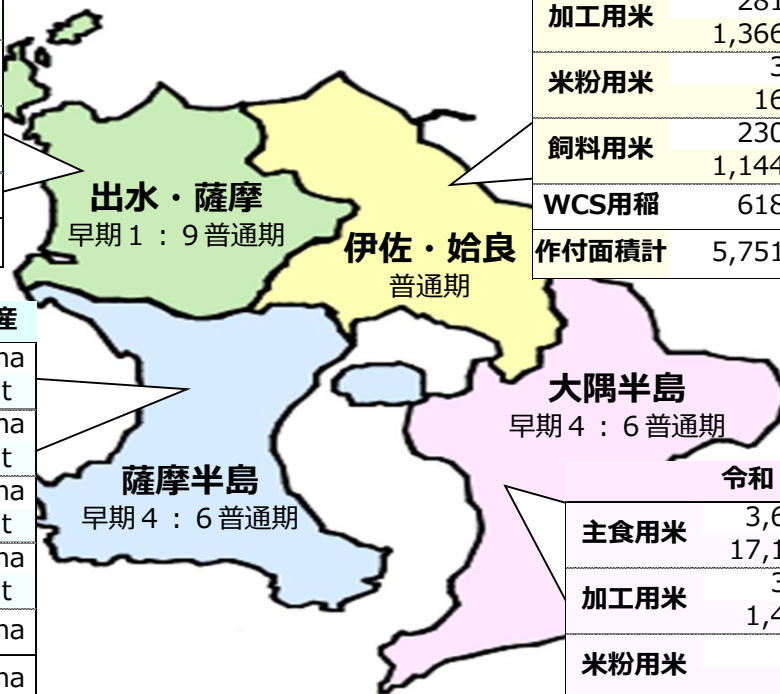 加工用米 281
1,366
米粉用米 3
16
飼料用米 230
1,144
WCS用稲 618
作付面積計 5,751
出水・薩摩
早期1:9普通期
伊佐・姶良
普通期
産
ha
t
ha
t
ha
t
ha
t
ha
ha
薩摩半島
早期4:6普通期
大隅半島
早期4:6普通期
令和
主食用米 3,6
17,1
加工用米 3
1,4
米粉用米